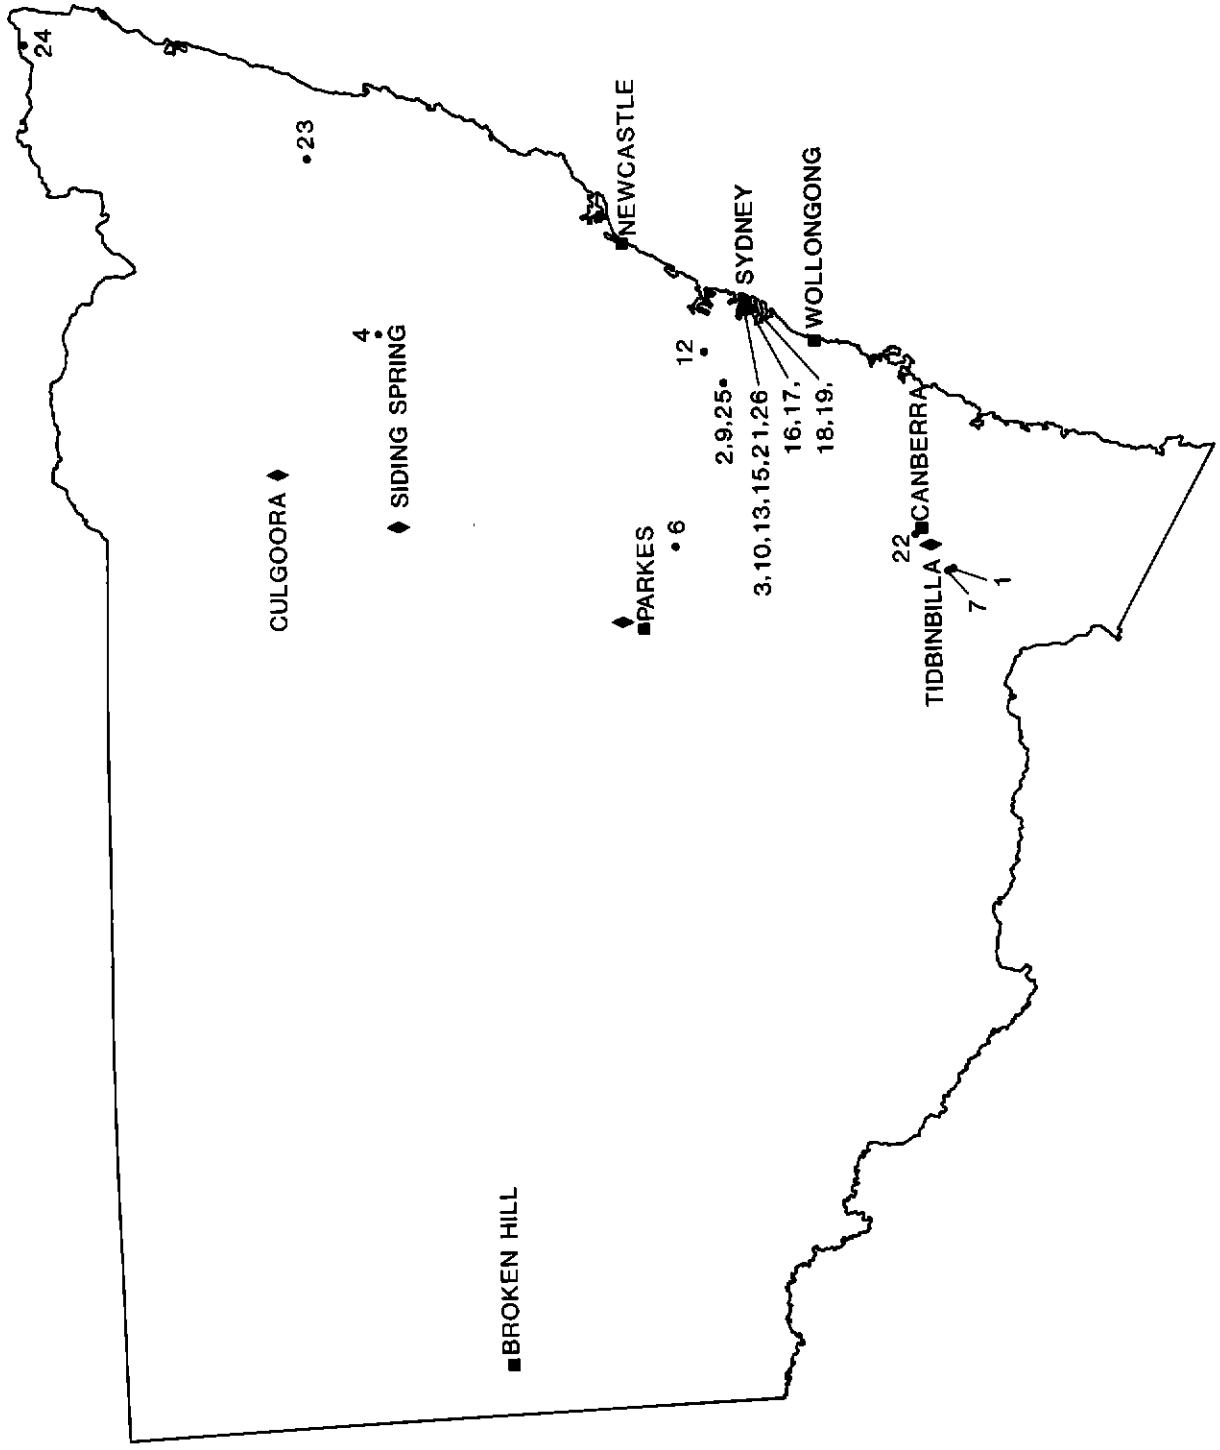 24
23
CULGOORA
4
SIDING SPRING
NEWCASTLE
PARKES
6
12
2,9,25
SYDNEY
3,10,13,15,21,26
16,17,
18,19,
WOLLONGONG
BROKEN HILL
22
CANBERRA
TIDBINBILLA
7
1